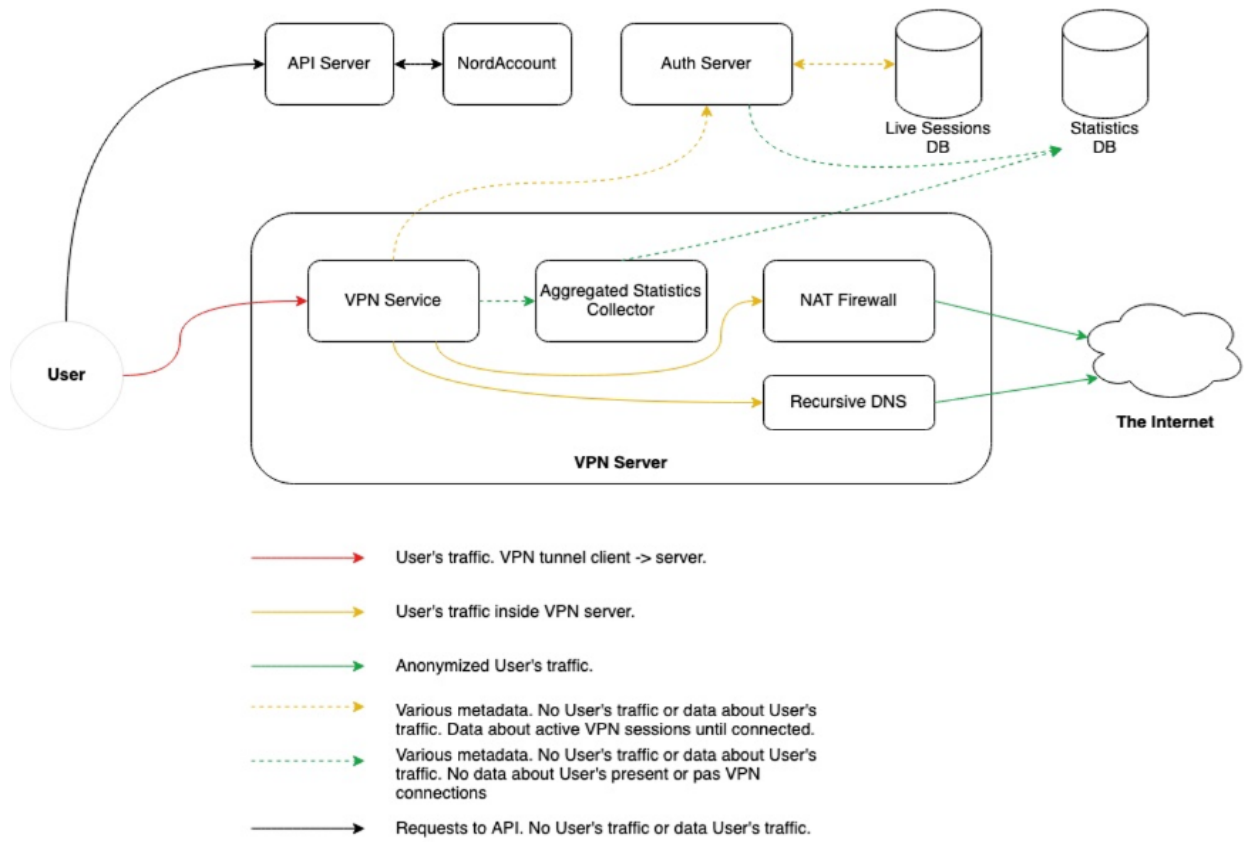 API Server
NordAccount
Auth Server
Live Sessions
DB
Statistics
DB
VPN Service
Aggregated Statistics
Collector
NAT Firewall
User
Recursive DNS
The Internet
VPN Server
User's traffic. VPN tunnel client -> server.
User's traffic inside VPN server.
Anonymized User's traffic.
Various metadata. No User's traffic or data about User's
traffic. Data about active VPN sessions until connected.
Various metadata. No User's traffic or data about User's
traffic. No data about User's present or pas VPN
connections
Requests to API. No User's traffic or data User's traffic.